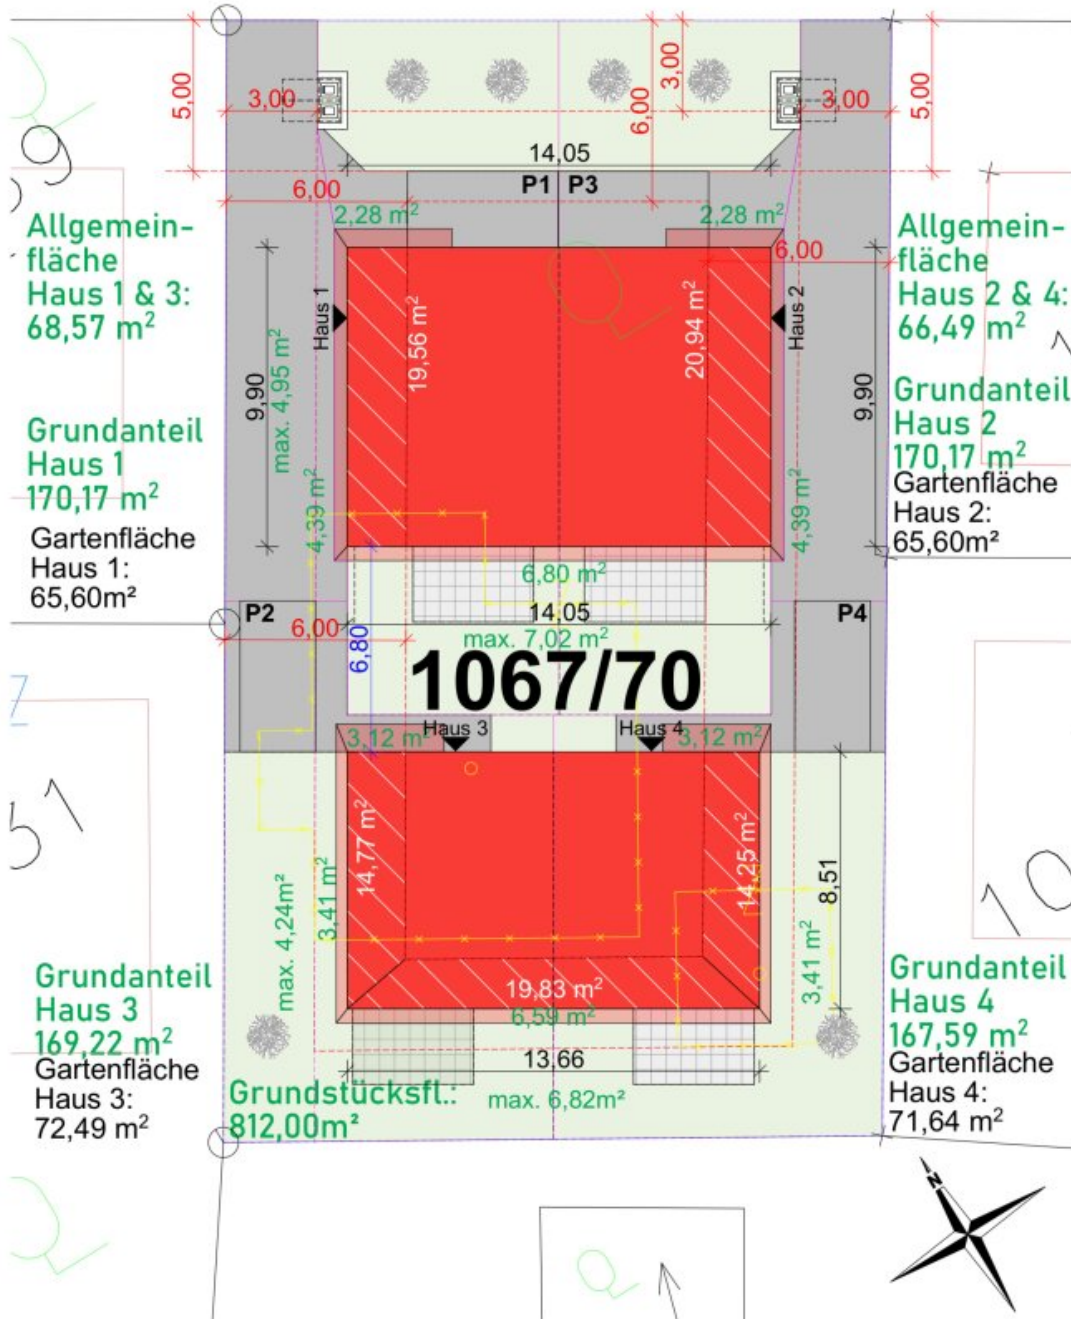 5,00
3,00
3,00
6,00
3,00
5,00
14,05
P1
P3
6,00
2,28 m²
2,28 m²
6,00
Allgemein-
fläche
Haus 1 & 3:
68,57 m²
Allgemein-
fläche
Haus 2 & 4:
66,49 m²
Haus 1
19,56 m²
20,94 m²
Haus 2
9,90
max. 4,95 m²
9,90
Grundanteil
Haus 1
170,17 m²
Gartenfläche
Haus 1:
65,60m²
Grundanteil
Haus 2
170,17 m²
Gartenfläche
Haus 2:
65,60m²
4,39 m²
4,39 m²
6,80 m²
14,05
P2
P4
6,00
6,80
max. 7,02 m²
1067/70
Haus 3
Haus 4
3,12 m²
3,12 m²
14,77 m²
14,25 m²
8,51
3,41 m²
max. 4,24m²
3,41 m²
19,83 m²
6,59 m²
13,66
max. 6,82m²
Grundanteil
Haus 3
169,22 m²
Gartenfläche
Haus 3:
72,49 m²
Grundanteil
Haus 4
167,59 m²
Gartenfläche
Haus 4:
71,64 m²
Grundstücksfl.:
812,00m²
10
N